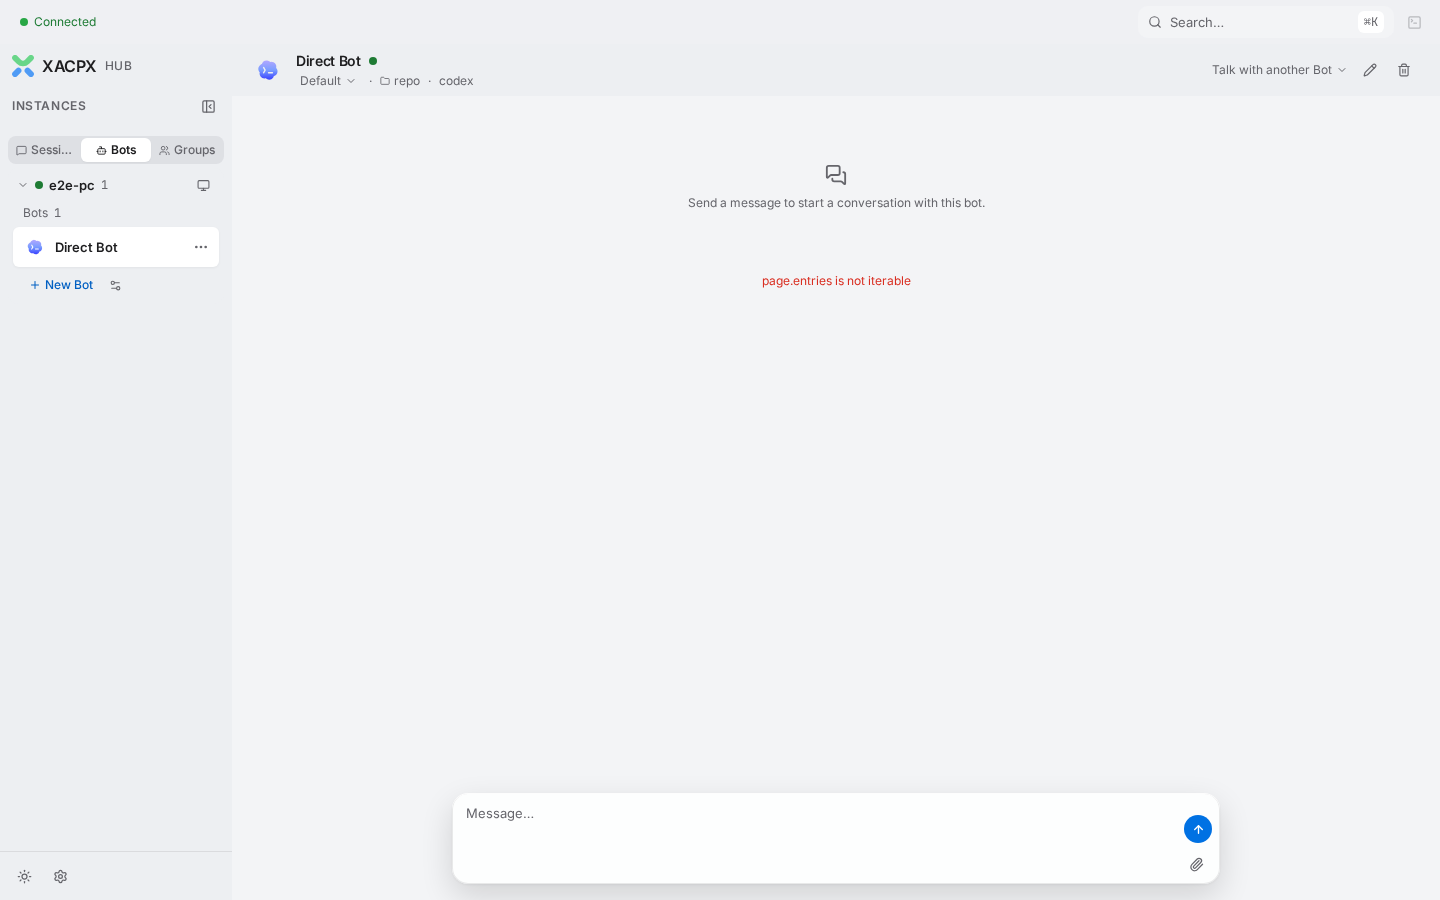 Connected
Search...
⌘K
XACPX HUB
Direct Bot
Default · repo · codex
Talk with another Bot
INSTANCES
Sessi... Bots Groups
e2e-pc 1
Bots 1
Direct Bot
New Bot
Send a message to start a conversation with this bot.
page.entries is not iterable
Message...